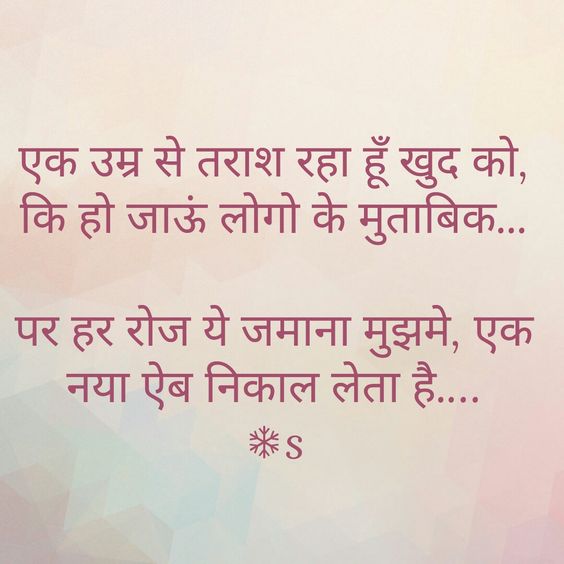 एक उम्र से तराश रहा हूँ खुद को,
कि हो जाऊं लोगो के मुताबिक...
पर हर रोज ये जमाना मुझमे, एक
नया ऐब निकाल लेता है....
❄s